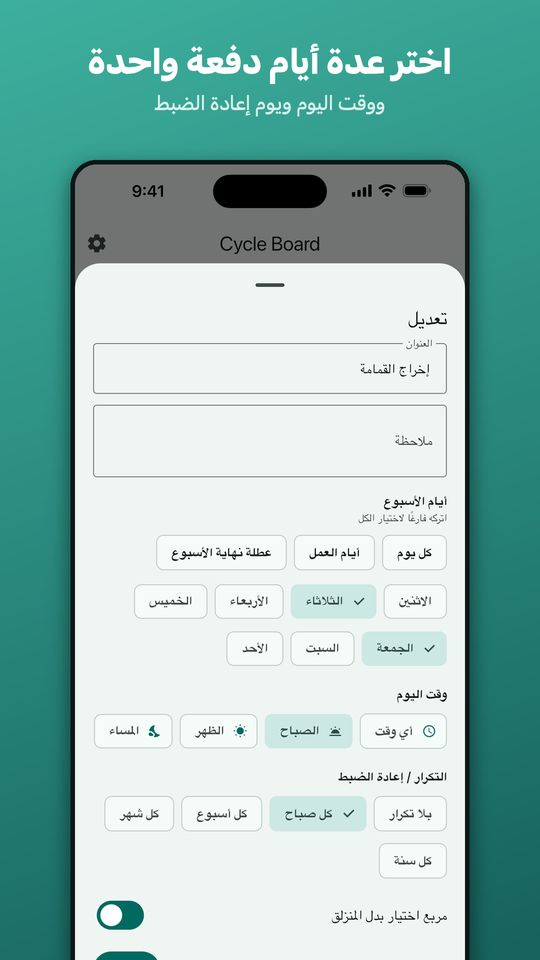 اختر عدة أيام دفعة واحدة
ووقت اليوم ويوم إعادة الضبط
9:41
Cycle Board
تعديل
العنوان
إخراج القمامة
ملاحظة
أيام الأسبوع
اتركه فارغًا لاختيار الكل
كل يوم أيام العمل عطلة نهاية الأسبوع
الاثنين الثلاثاء الأربعاء الخميس
الجمعة السبت الأحد
وقت اليوم
أي وقت الصباح الظهر المساء
التكرار / إعادة الضبط
بلا تكرار كل صباح كل أسبوع كل شهر
كل سنة
مربع اختيار بدل المنزلق